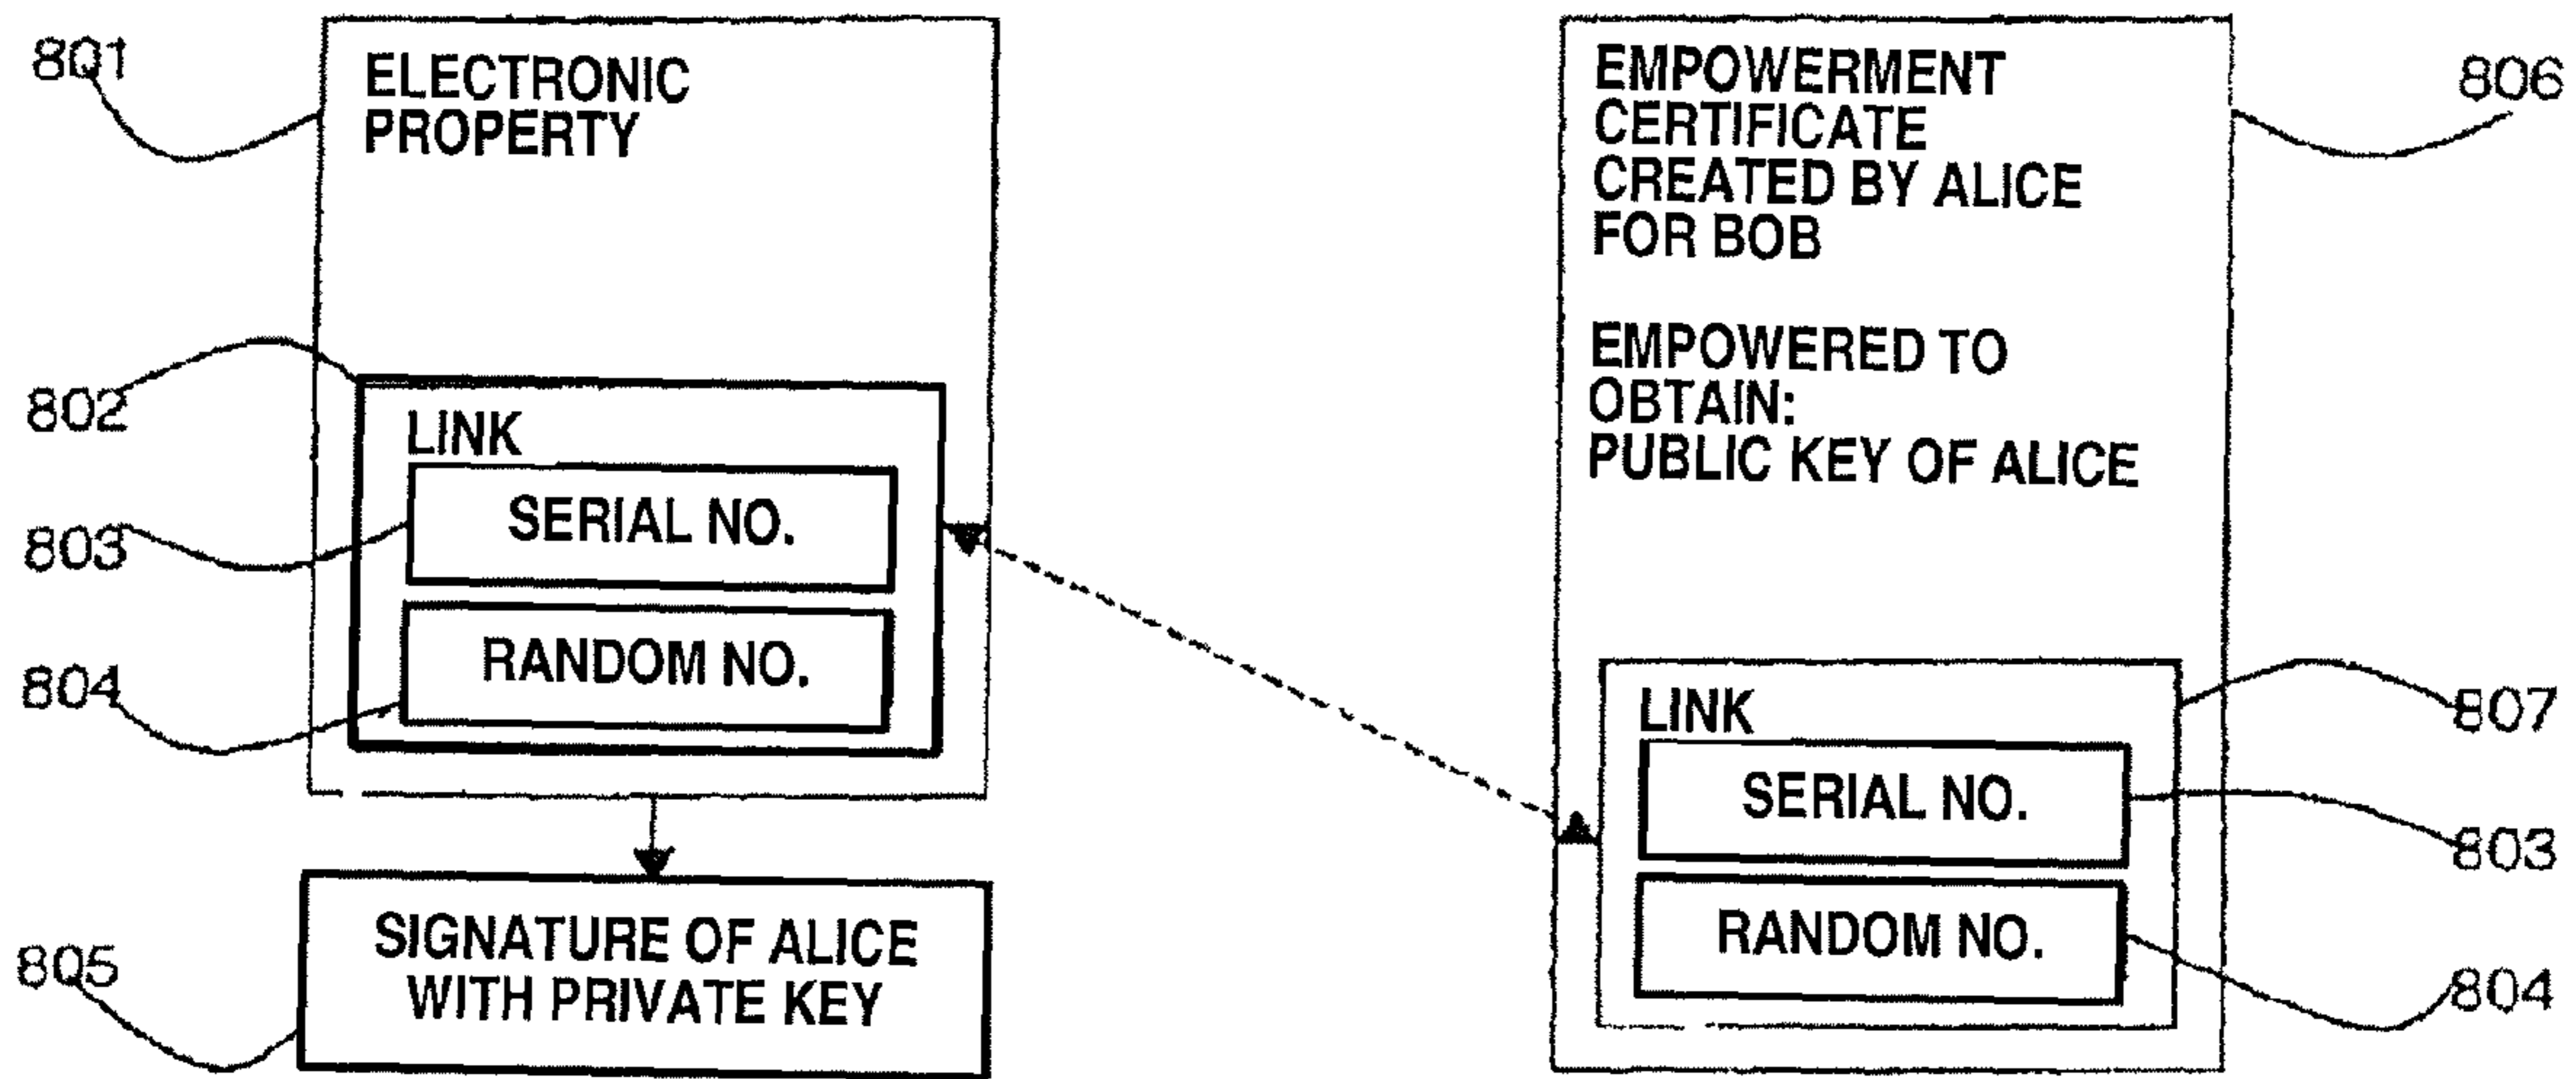 801
ELECTRONIC
PROPERTY
802
LINK
803
SERIAL NO.
804
RANDOM NO.
805
SIGNATURE OF ALICE
WITH PRIVATE KEY
806
EMPOWERMENT
CERTIFICATE
CREATED BY ALICE
FOR BOB
EMPOWERED TO
OBTAIN:
PUBLIC KEY OF ALICE
LINK
807
SERIAL NO.
803
RANDOM NO.
804